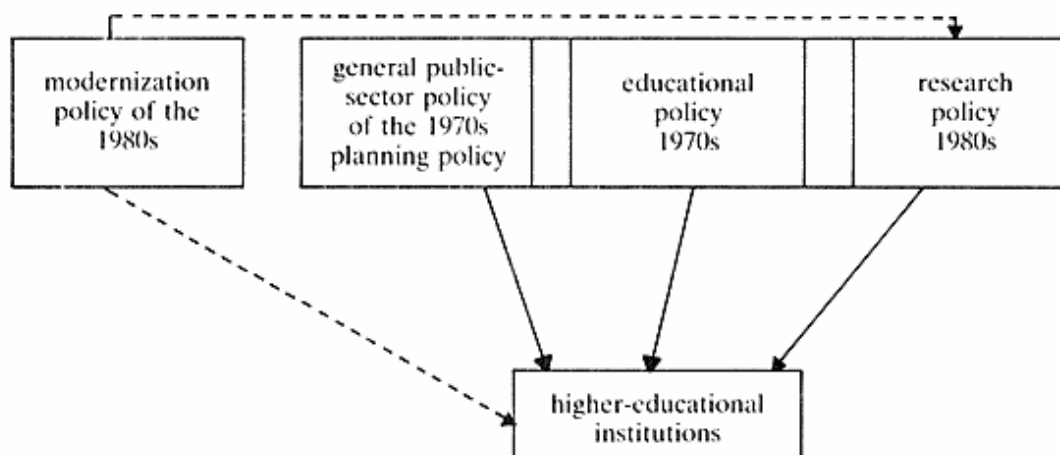 modernization
policy of the
1980s
general public-
sector policy
of the 1970s
planning policy
educational
policy
1970s
research
policy
1980s
higher-educational
institutions